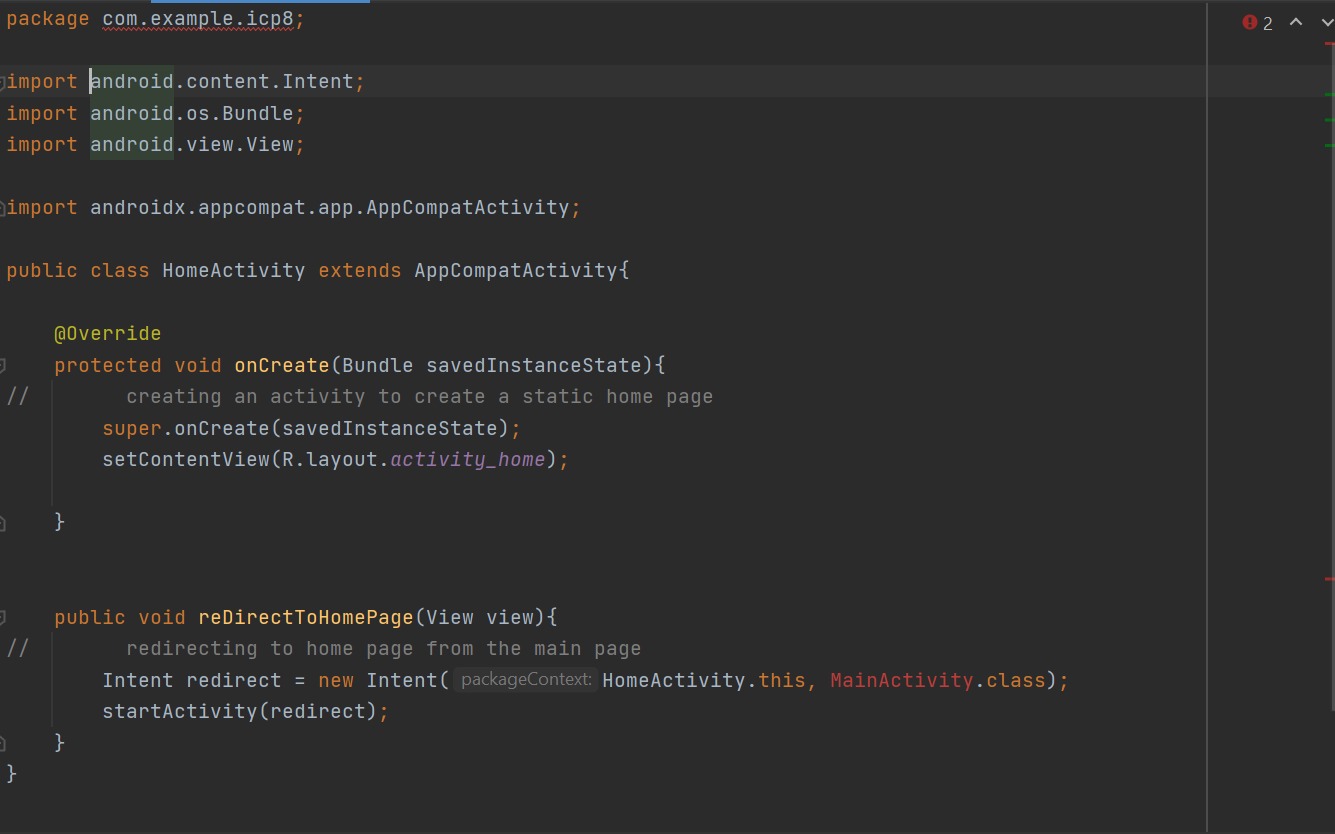 package com.example.icp8;
2
import android.content.Intent;
import android.os.Bundle;
import android.view.View;
import androidx.appcompat.app.AppCompatActivity;
public class HomeActivity extends AppCompatActivity{
@Override
protected void onCreate(Bundle savedInstanceState){
//        creating an activity to create a static home page
super.onCreate(savedInstanceState);
setContentView(R.layout.activity_home);
}
public void reDirectToHomePage(View view){
//        redirecting to home page from the main page
Intent redirect = new Intent( packageContext: HomeActivity.this, MainActivity.class);
startActivity(redirect);
}
}